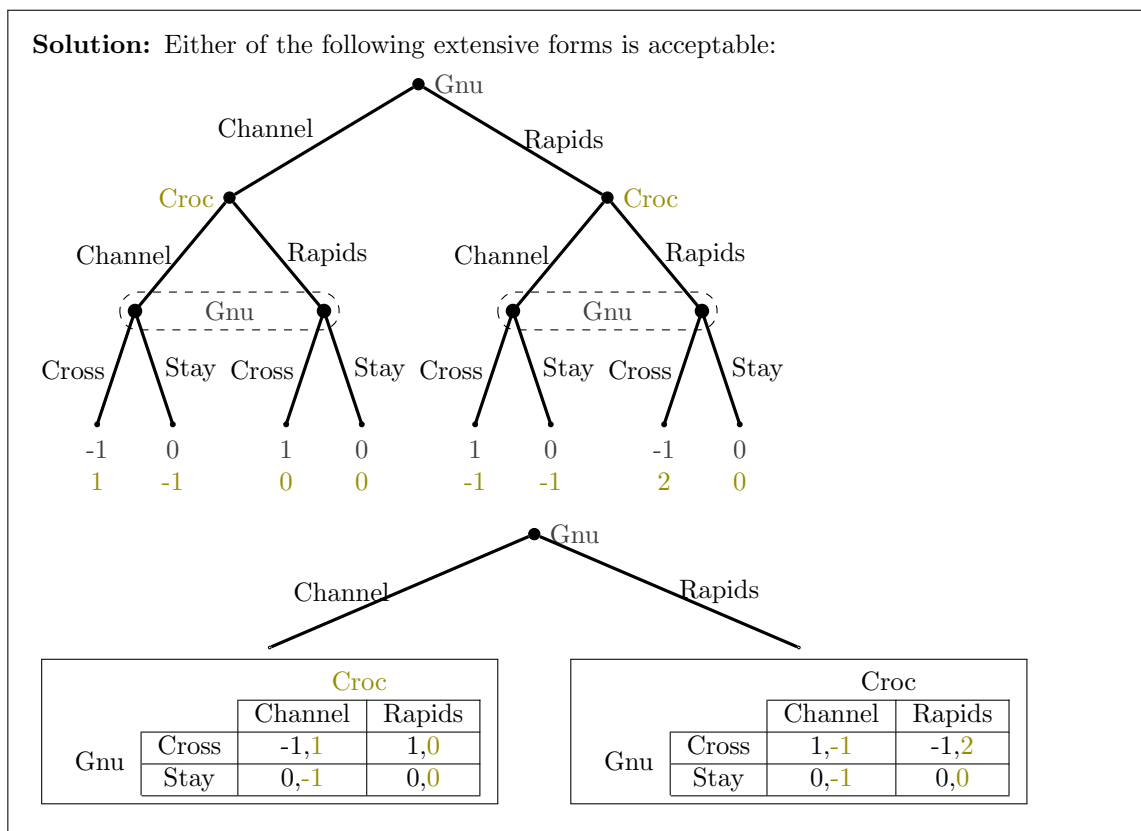 Solution: Either of the following extensive forms is acceptable:
Gnu
Channel Rapids
Croc Croc
Channel Rapids Channel Rapids
Gnu Gnu
Cross Stay Cross Stay Cross Stay Cross Stay
-1 0 1 0 1 0 -1 0
1 -1 0 0 -1 -1 2 0
Gnu
Channel Rapids
Croc
Channel Rapids
Gnu
Cross -1,1 1,0
Stay 0,-1 0,0
Croc
Channel Rapids
Gnu
Cross 1,-1 -1,2
Stay 0,-1 0,0